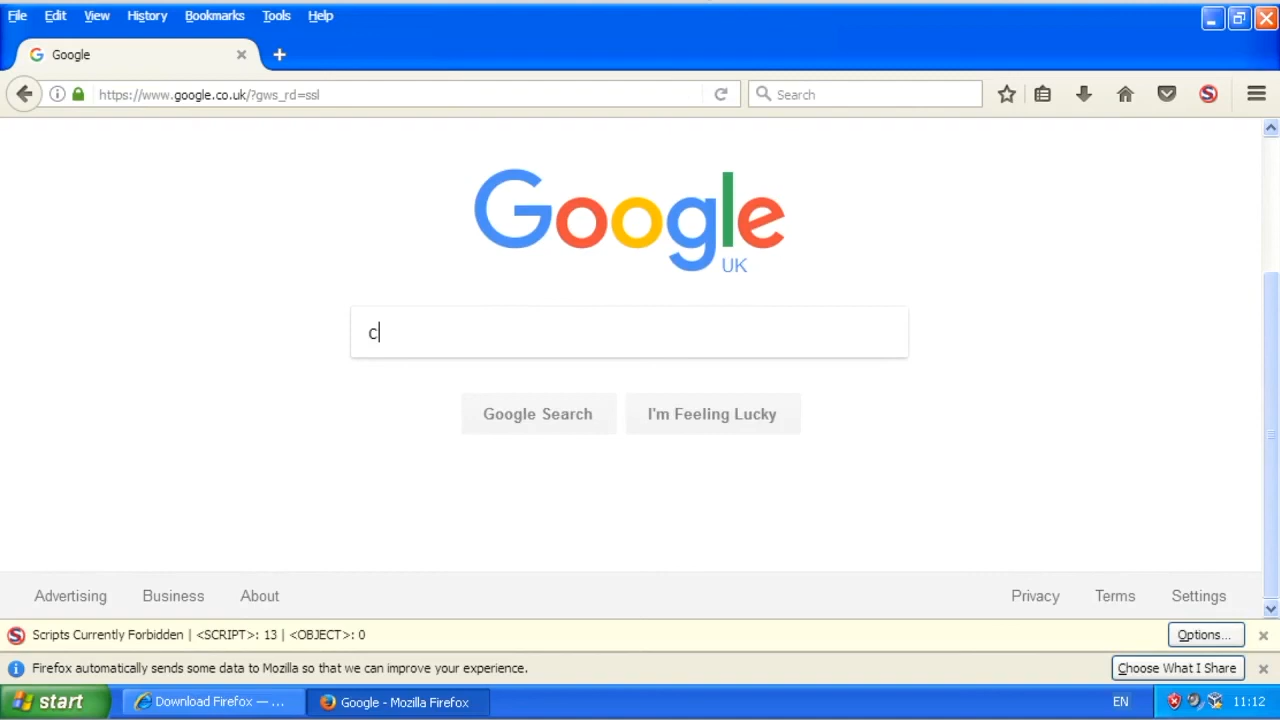 File Edit View History Bookmarks Tools Help
Google
https://www.google.co.uk/?gws_rd=ssl
Search
Google
UK
c
Google Search
I'm Feeling Lucky
Advertising Business About Privacy Terms Settings
Scripts Currently Forbidden | <SCRIPT>: 13 | <OBJECT>: 0 Options...
Firefox automatically sends some data to Mozilla so that we can improve your experience. Choose What I Share
start Download Firefox — ... Google - Mozilla Firefox EN 11:12